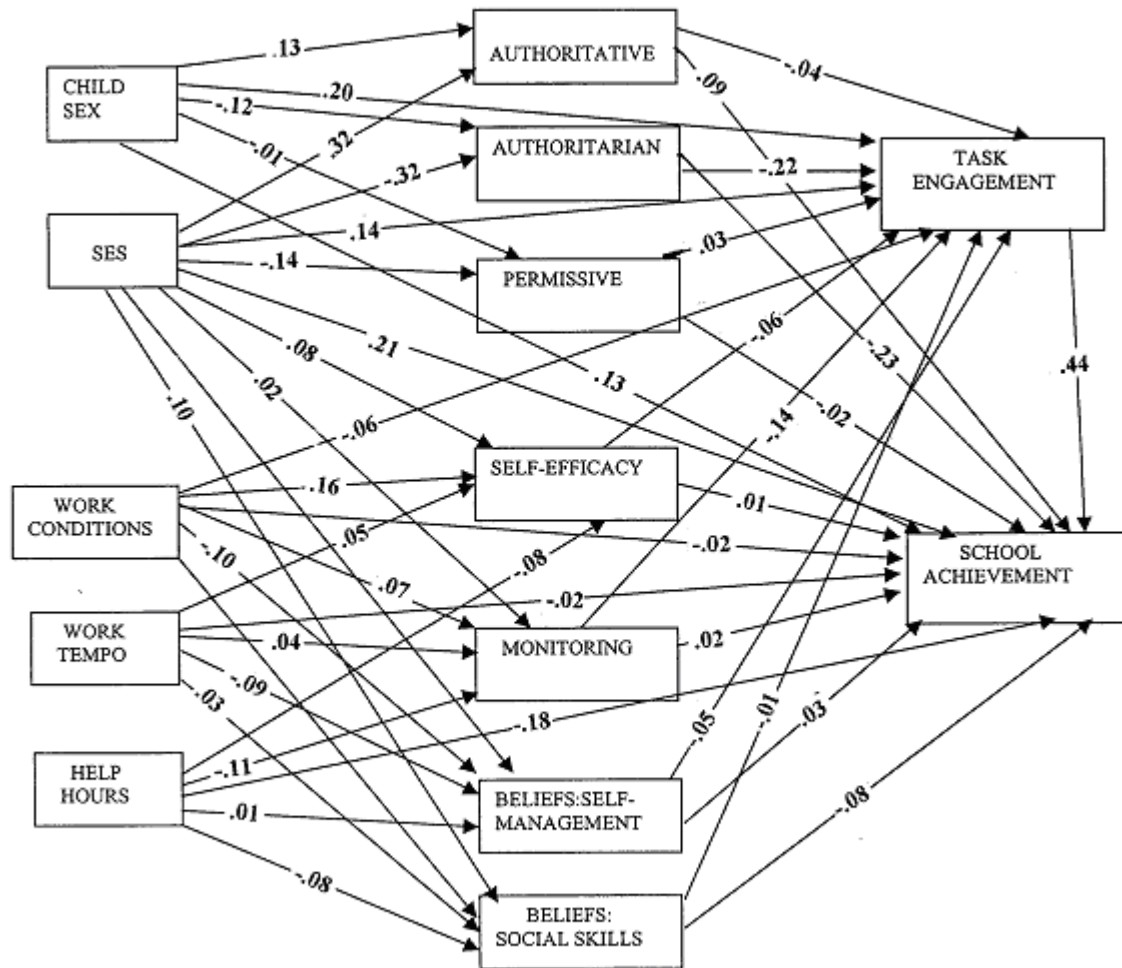 AUTHORITATIVE
CHILD
SEX
AUTHORITARIAN
TASK
ENGAGEMENT
SES
PERMISSIVE
SELF-EFFICACY
WORK
CONDITIONS
SCHOOL
ACHIEVEMENT
WORK
TEMPO
MONITORING
HELP
HOURS
BELIEFS:SELF-
MANAGEMENT
BELIEFS:
SOCIAL SKILLS
.13
.20
-.12
-.01
.32
-.32
.14
-.14
.08
.02
.10
.21
.13
-.04
.09
-.22
.03
-.06
-.23
-.02
-.14
.44
-.06
.16
.05
-.10
.07
-.08
-.02
.01
-.02
.04
-.09
.03
.02
-.18
-.11
.01
-.08
.05
-.01
.03
-.08